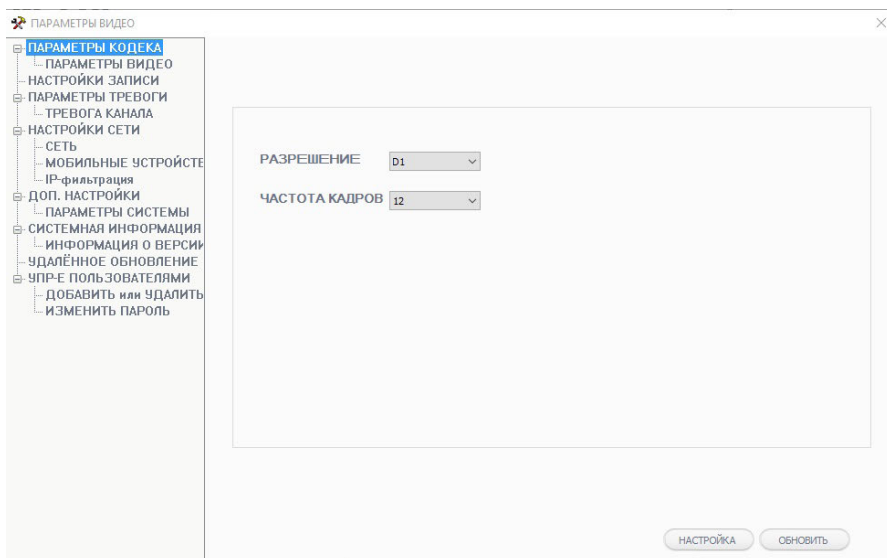 ПАРАМЕТРЫ ВИДЕО
ПАРАМЕТРЫ КОДЕКА
ПАРАМЕТРЫ ВИДЕО
НАСТРОЙКИ ЗАПИСИ
ПАРАМЕТРЫ ТРЕВОГИ
ТРЕВОГА КАНАЛА
НАСТРОЙКИ СЕТИ
СЕТЬ
МОБИЛЬНЫЕ УСТРОЙСТЕ
IP-фильтрация
ДОП. НАСТРОЙКИ
ПАРАМЕТРЫ СИСТЕМЫ
СИСТЕМНАЯ ИНФОРМАЦИЯ
ИНФОРМАЦИЯ О ВЕРСИИ
УДАЛЁННОЕ ОБНОВЛЕНИЕ
УПР-Е ПОЛЬЗОВАТЕЛЯМИ
ДОБАВИТЬ или УДАЛИТЬ
ИЗМЕНИТЬ ПАРОЛЬ
РАЗРЕШЕНИЕ D1
ЧАСТОТА КАДРОВ 12
НАСТРОЙКА ОБНОВИТЬ